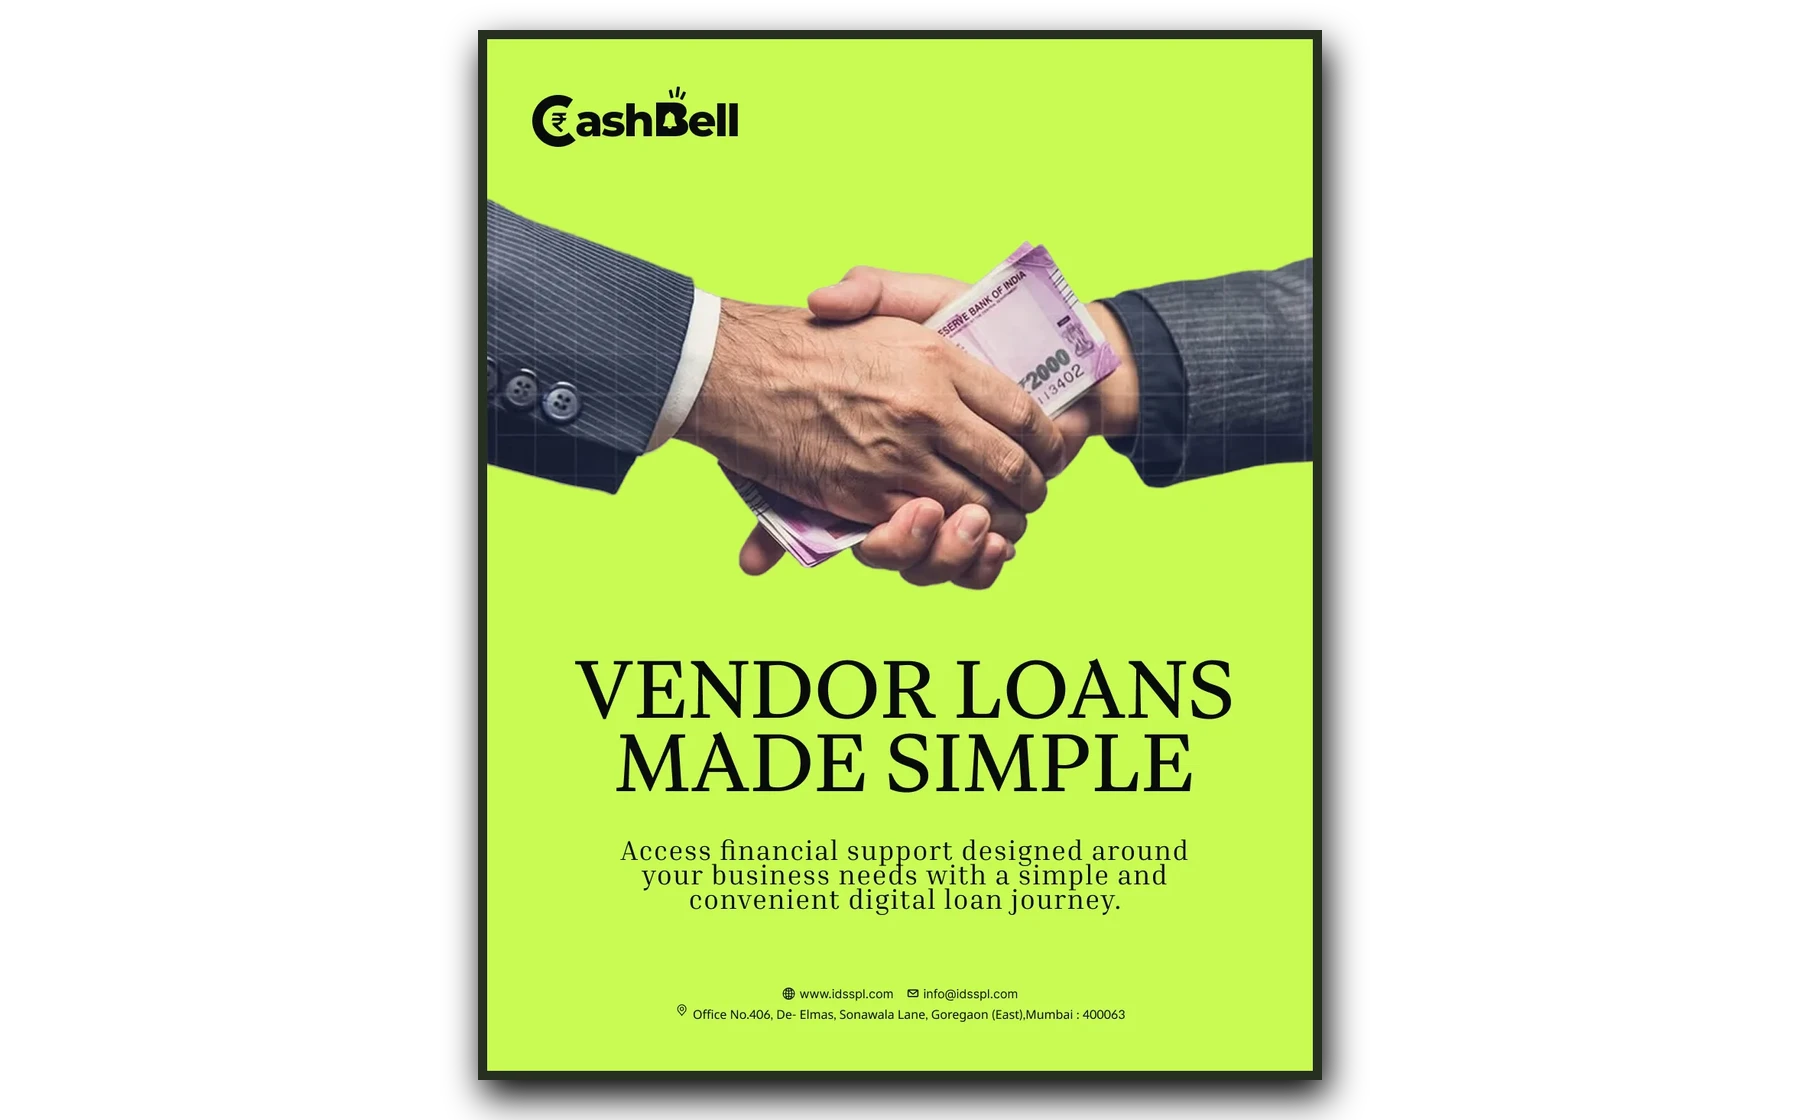 CashBell
ESERVE BANK OF INDIA
₹2000
113402
VENDOR LOANS
MADE SIMPLE
Access financial support designed around
your business needs with a simple and
convenient digital loan journey.
www.idsspl.com info@idsspl.com
Office No.406, De- Elmas, Sonawala Lane, Goregaon (East),Mumbai : 400063